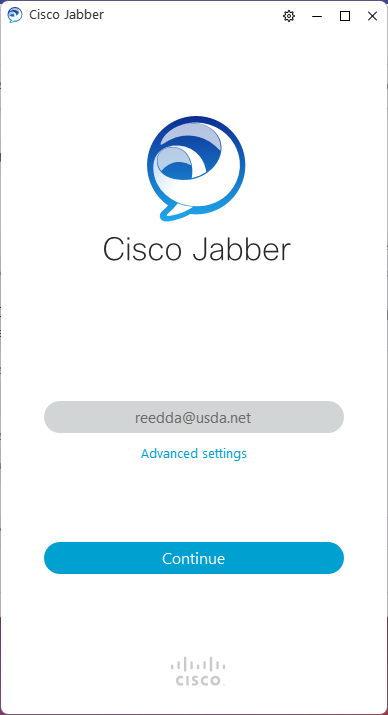 Cisco Jabber
Cisco Jabber
reedda@usda.net
Advanced settings
Continue
CISCO